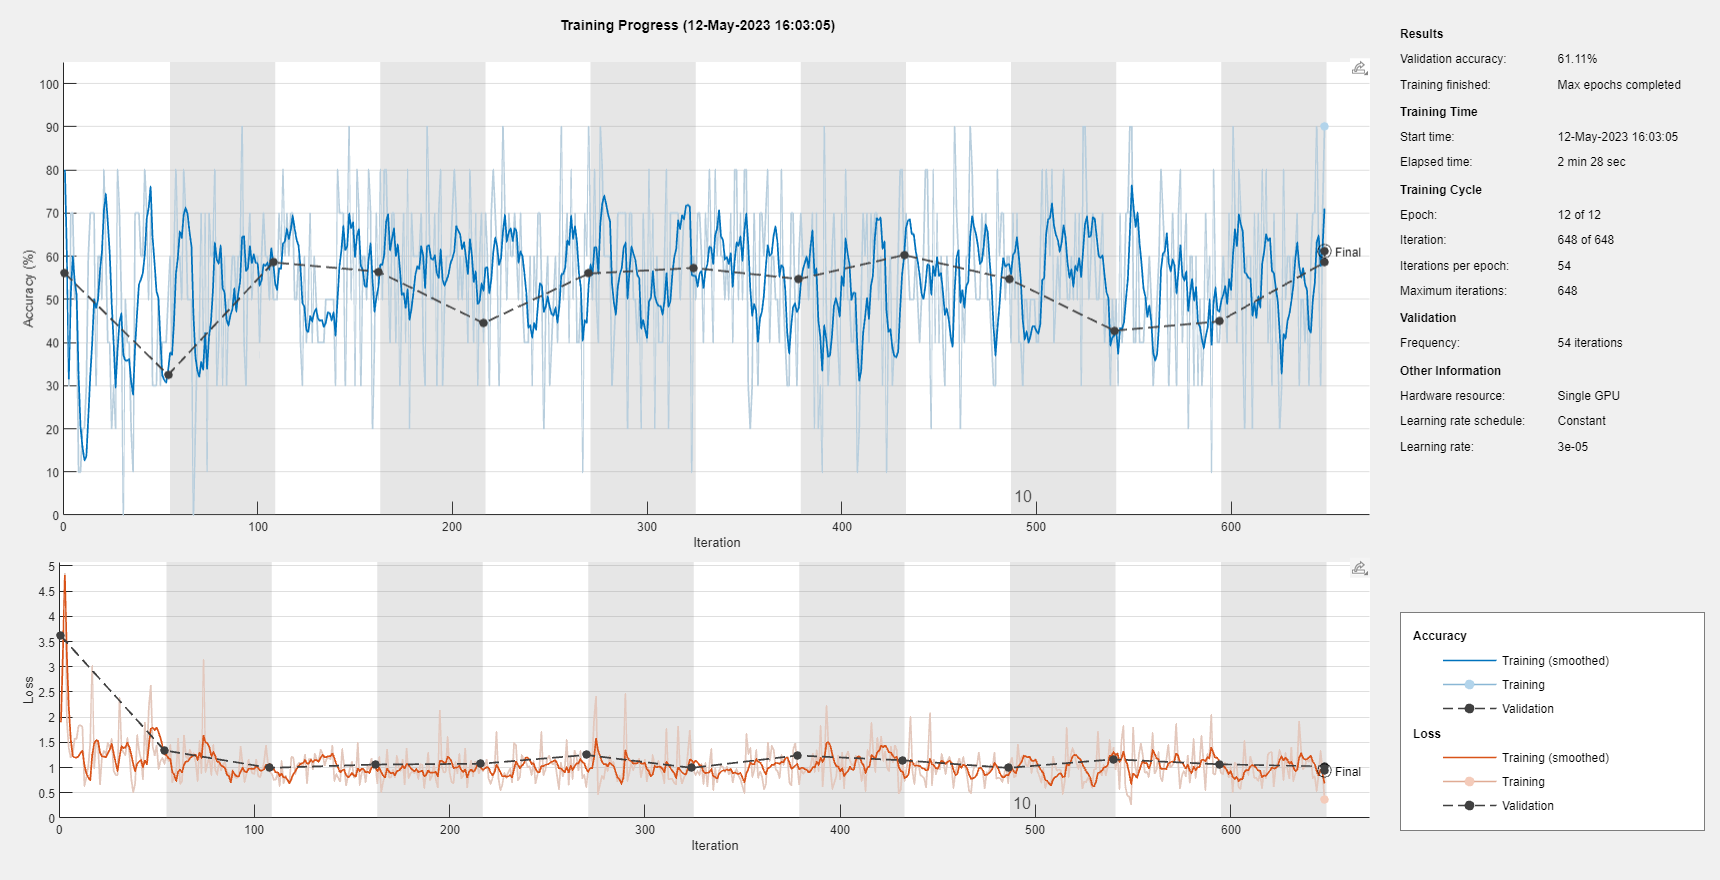 Training Progress (12-May-2023 16:03:05)
Accuracy (%)
100
90
80
70
60
50
40
30
20
10
0
Final
10
0
100
200
300
400
500
600
Iteration
Loss
5
4.5
4
3.5
3
2.5
2
1.5
1
0.5
0
Final
10
0
100
200
300
400
500
600
Iteration
Results
Validation accuracy: 61.11%
Training finished: Max epochs completed
Training Time
Start time: 12-May-2023 16:03:05
Elapsed time: 2 min 28 sec
Training Cycle
Epoch: 12 of 12
Iteration: 648 of 648
Iterations per epoch: 54
Maximum iterations: 648
Validation
Frequency: 54 iterations
Other Information
Hardware resource: Single GPU
Learning rate schedule: Constant
Learning rate: 3e-05
Accuracy
Training (smoothed)
Training
Validation
Loss
Training (smoothed)
Training
Validation